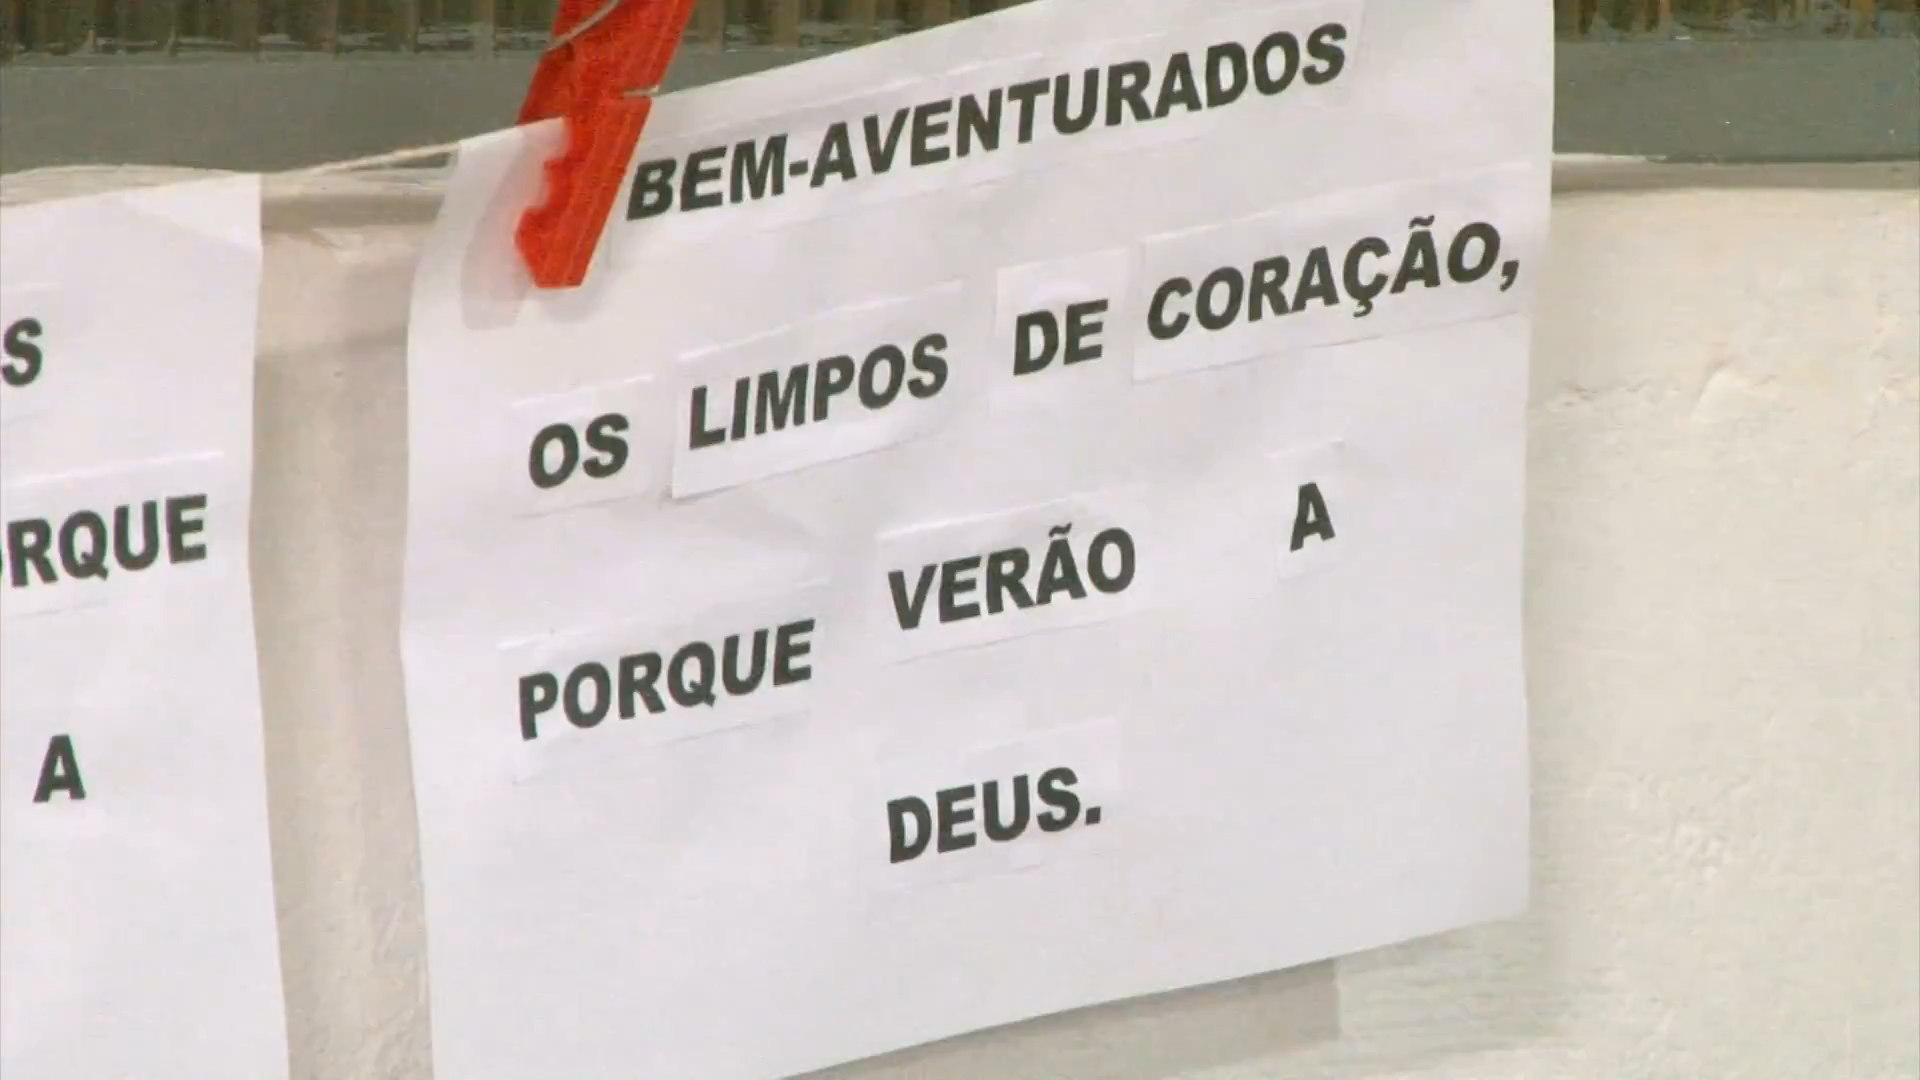 S
RQUE
A
BEM-AVENTURADOS
OS LIMPOS DE CORAÇÃO,
PORQUE VERÃO A
DEUS.